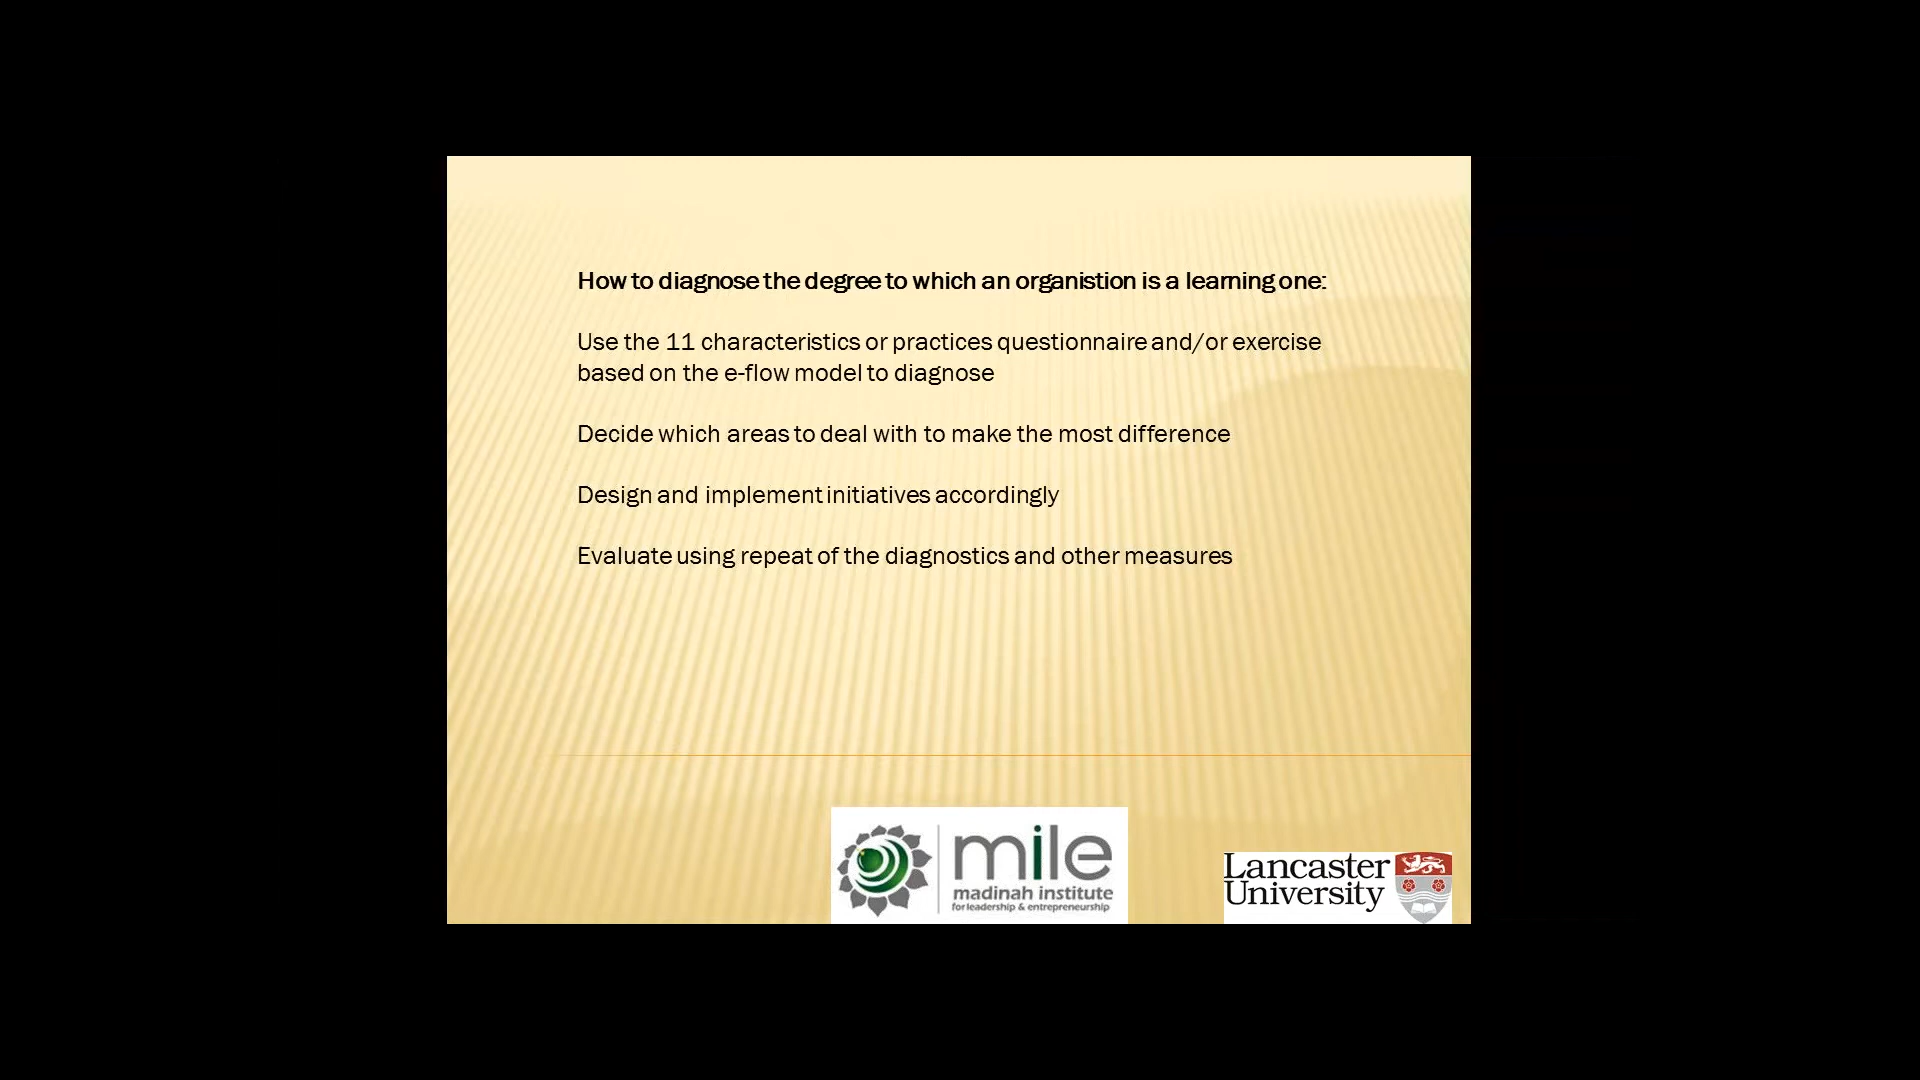 How to diagnose the degree to which an organistion is a learning one:
Use the 11 characteristics or practices questionnaire and/or exercise
based on the e-flow model to diagnose
Decide which areas to deal with to make the most difference
Design and implement initiatives accordingly
Evaluate using repeat of the diagnostics and other measures
mile
madinah institute
for leadership & entrepreneurship
Lancaster
University